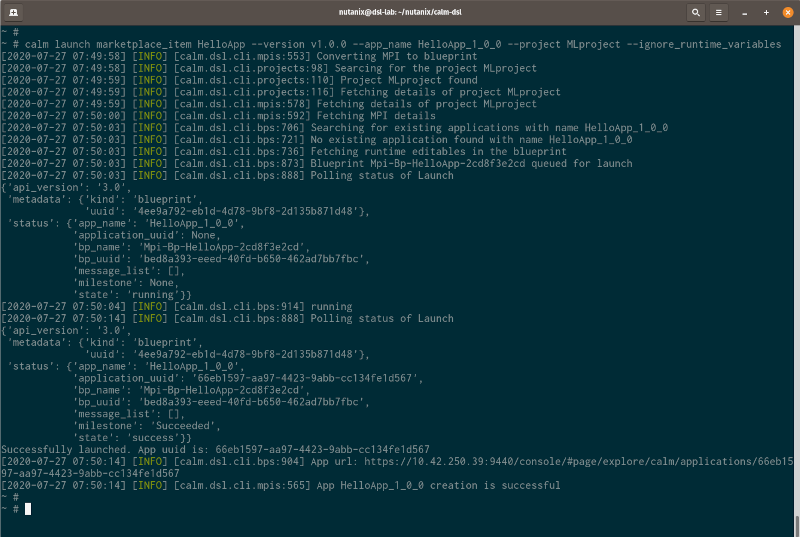 nutanix@dsl-lab: ~/nutanix/calm-dsl
~ #
~ # calm launch marketplace_item HelloApp --version v1.0.0 --app_name HelloApp_1_0_0 --project MLproject --ignore_runtime_variables
[2020-07-27 07:49:58] [INFO] [calm.dsl.cli.mpis:553] Converting MPI to blueprint
[2020-07-27 07:49:58] [INFO] [calm.dsl.cli.projects:98] Searcing for the project MLproject
[2020-07-27 07:49:59] [INFO] [calm.dsl.cli.projects:110] Project MLproject found
[2020-07-27 07:49:59] [INFO] [calm.dsl.cli.projects:116] Fetching details of project MLproject
[2020-07-27 07:49:59] [INFO] [calm.dsl.cli.mpis:578] Fetching details of project MLproject
[2020-07-27 07:50:00] [INFO] [calm.dsl.cli.mpis:592] Fetching MPI details
[2020-07-27 07:50:03] [INFO] [calm.dsl.cli.bps:706] Searching for existing applications with name HelloApp_1_0_0
[2020-07-27 07:50:03] [INFO] [calm.dsl.cli.bps:721] No existing application found with name HelloApp_1_0_0
[2020-07-27 07:50:03] [INFO] [calm.dsl.cli.bps:736] Fetching runtime editables in the blueprint
[2020-07-27 07:50:03] [INFO] [calm.dsl.cli.bps:873] Blueprint Mpi-Bp-HelloApp-2cd8f3e2cd queued for launch
[2020-07-27 07:50:03] [INFO] [calm.dsl.cli.bps:888] Polling status of Launch
{'api_version': '3.0',
 'metadata': {'kind': 'blueprint',
              'uuid': '4ee9a792-eb1d-4d78-9bf8-2d135b871d48'},
 'status': {'app_name': 'HelloApp_1_0_0',
            'application_uuid': None,
            'bp_name': 'Mpi-Bp-HelloApp-2cd8f3e2cd',
            'bp_uuid': 'bed8a393-eeed-40fd-b650-462ad7bb7fbc',
            'message_list': [],
            'milestone': None,
            'state': 'running'}}
[2020-07-27 07:50:04] [INFO] [calm.dsl.cli.bps:914] running
[2020-07-27 07:50:14] [INFO] [calm.dsl.cli.bps:888] Polling status of Launch
{'api_version': '3.0',
 'metadata': {'kind': 'blueprint',
              'uuid': '4ee9a792-eb1d-4d78-9bf8-2d135b871d48'},
 'status': {'app_name': 'HelloApp_1_0_0',
            'application_uuid': '66eb1597-aa97-4423-9abb-cc134fe1d567',
            'bp_name': 'Mpi-Bp-HelloApp-2cd8f3e2cd',
            'bp_uuid': 'bed8a393-eeed-40fd-b650-462ad7bb7fbc',
            'message_list': [],
            'milestone': 'Succeeded',
            'state': 'success'}}
Successfully launched. App uuid is: 66eb1597-aa97-4423-9abb-cc134fe1d567
[2020-07-27 07:50:14] [INFO] [calm.dsl.cli.bps:904] App url: https://10.42.250.39:9440/console/#page/explore/calm/applications/66eb15
97-aa97-4423-9abb-cc134fe1d567
[2020-07-27 07:50:14] [INFO] [calm.dsl.cli.mpis:565] App HelloApp_1_0_0 creation is successful
~ #
~ #